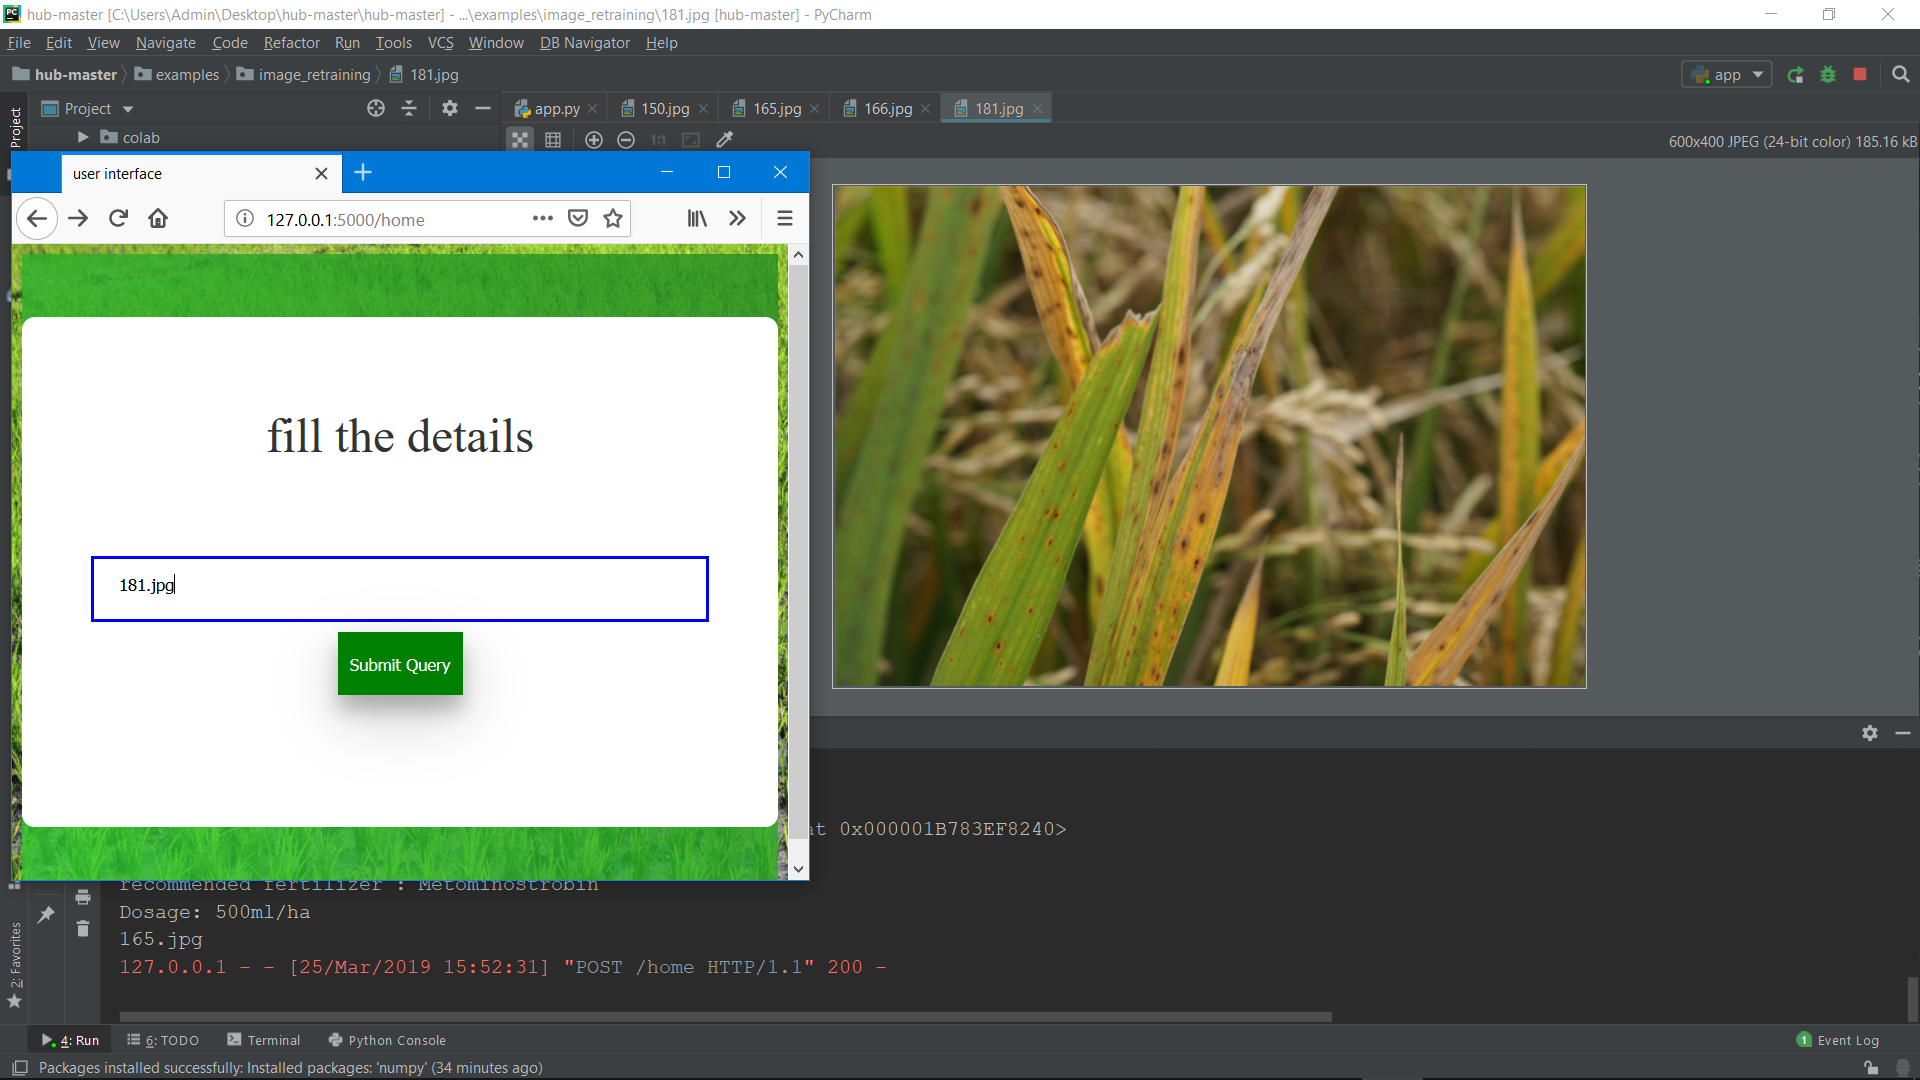 hub-master [C:\Users\Admin\Desktop\hub-master\hub-master] - ...\examples\image_retraining\181.jpg [hub-master] - PyCharm
File Edit View Navigate Code Refactor Run Tools VCS Window DB Navigator Help
hub-master examples image_retraining 181.jpg app
Project
Project app.py 150.jpg 165.jpg 166.jpg 181.jpg
colab
1:1
600x400 JPEG (24-bit color) 185.16 kB
user interface
127.0.0.1:5000/home
fill the details
181.jpg
Submit Query
at 0x000001B783EF8240>
recommended fertilizer : Metominostrobin
Dosage: 500ml/ha
165.jpg
127.0.0.1 - - [25/Mar/2019 15:52:31] "POST /home HTTP/1.1" 200 -
2: Favorites
4: Run 6: TODO Terminal Python Console
1 Event Log
Packages installed successfully: Installed packages: 'numpy' (34 minutes ago)